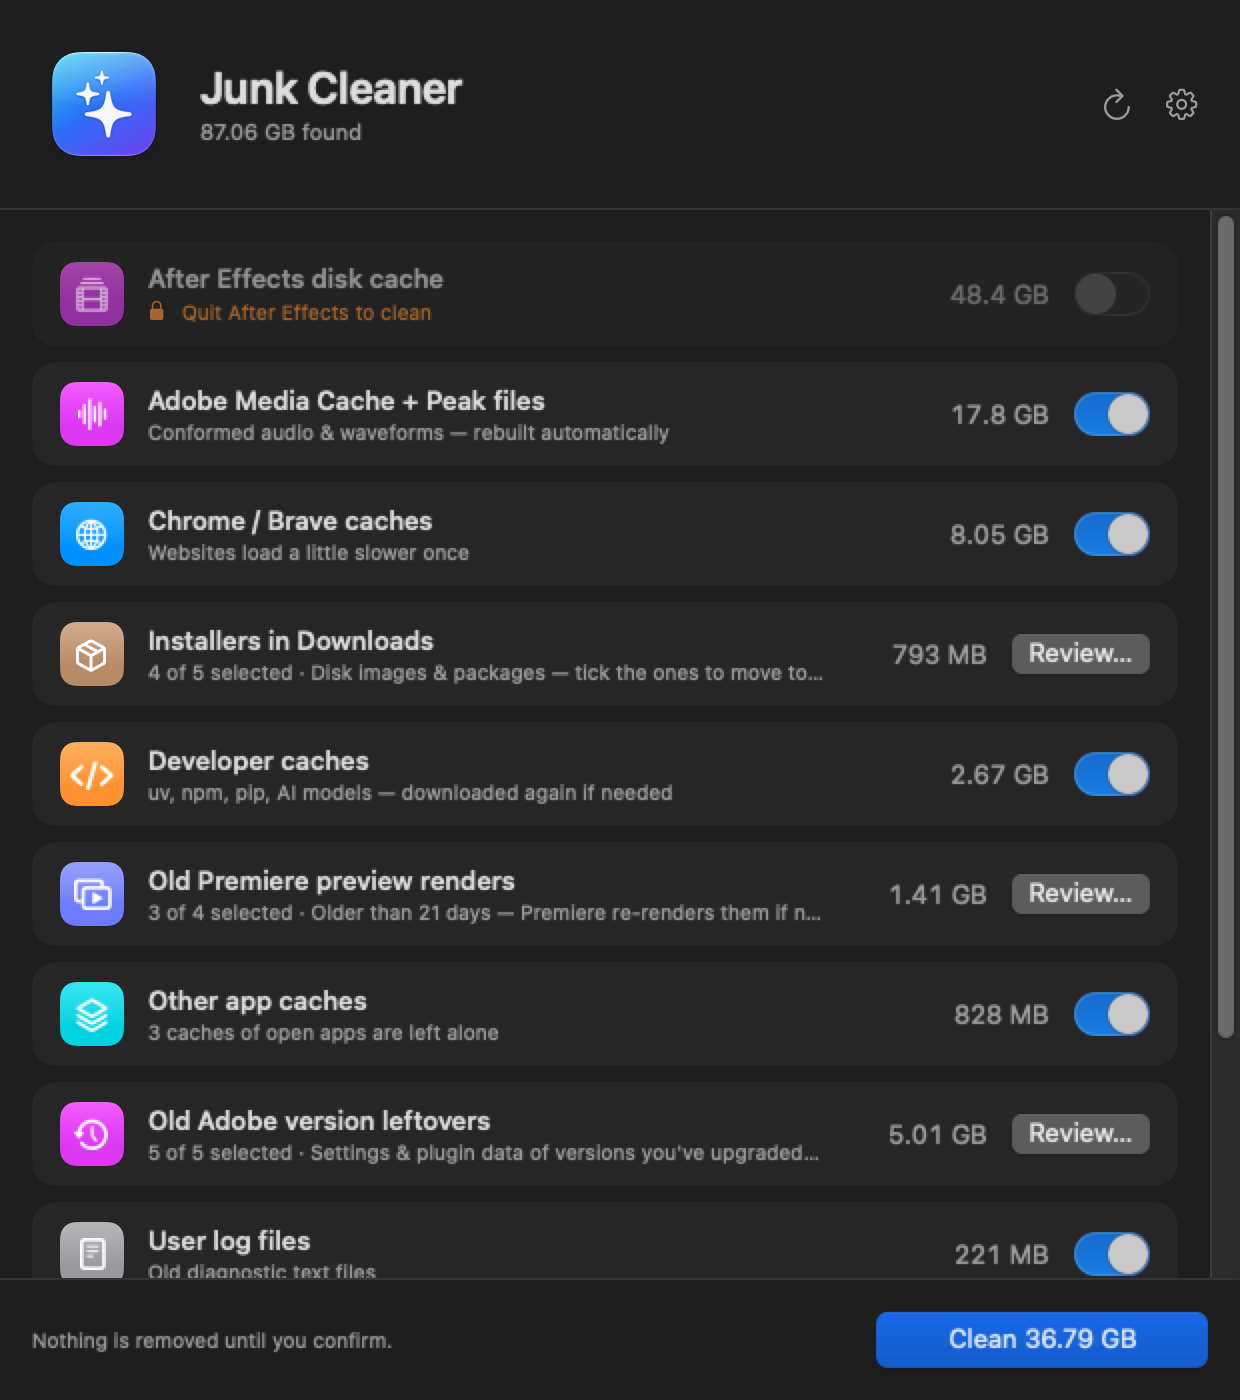 Junk Cleaner
87.06 GB found
After Effects disk cache
Quit After Effects to clean
48.4 GB
Adobe Media Cache + Peak files
Conformed audio & waveforms — rebuilt automatically
17.8 GB
Chrome / Brave caches
Websites load a little slower once
8.05 GB
Installers in Downloads
4 of 5 selected · Disk images & packages — tick the ones to move to...
793 MB
Review...
Developer caches
uv, npm, pip, AI models — downloaded again if needed
2.67 GB
Old Premiere preview renders
3 of 4 selected · Older than 21 days — Premiere re-renders them if n...
1.41 GB
Review...
Other app caches
3 caches of open apps are left alone
828 MB
Old Adobe version leftovers
5 of 5 selected · Settings & plugin data of versions you've upgraded...
5.01 GB
Review...
User log files
Old diagnostic text files
221 MB
Nothing is removed until you confirm.
Clean 36.79 GB